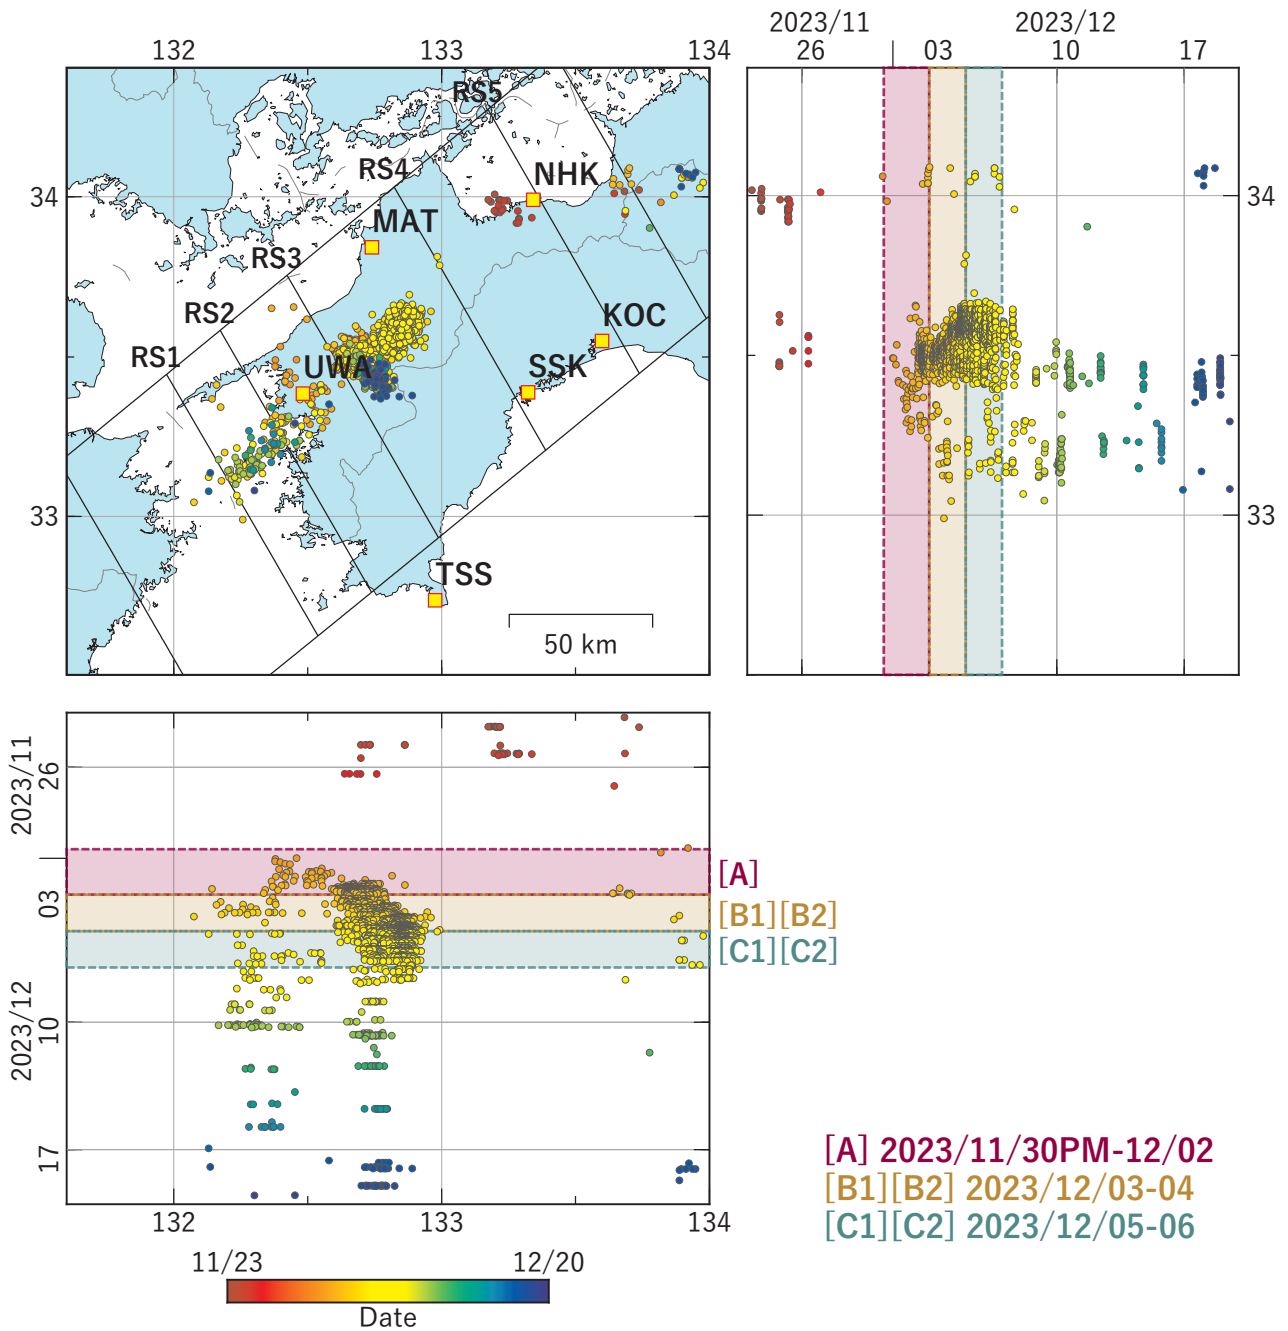 132 133 134
2023/11 2023/12
26 03 10 17
RS5
RS4
NHK
34 34
MAT
RS3
RS2
KOC
RS1
UWA
SSK
33 33
TSS
50 km
2023/11
26
03
2023/12
10
17
[A]
[B1][B2]
[C1][C2]
132 133 134
[A] 2023/11/30PM-12/02
[B1][B2] 2023/12/03-04
[C1][C2] 2023/12/05-06
11/23 12/20
Date